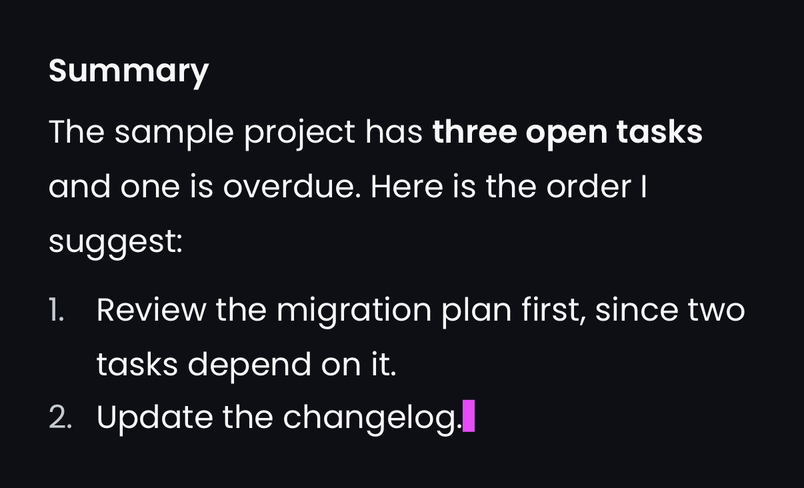 Summary
The sample project has three open tasks
and one is overdue. Here is the order I
suggest:
1. Review the migration plan first, since two
tasks depend on it.
2. Update the changelog.